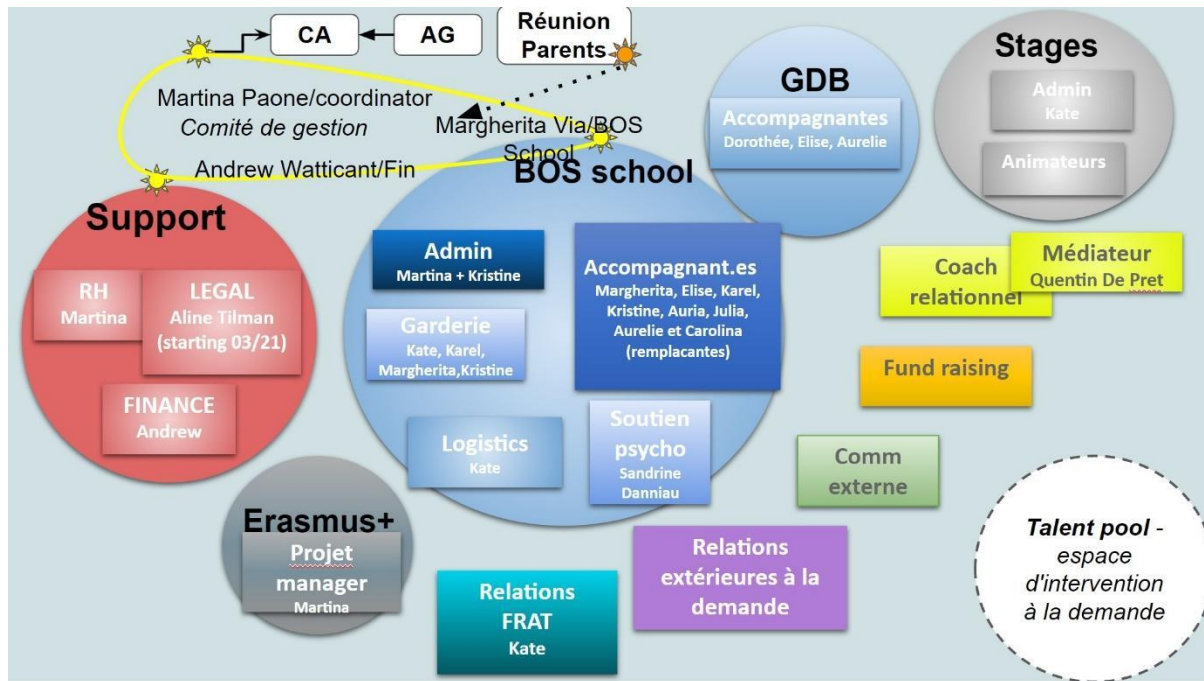 CA
AG
Réunion
Parents
Martina Paone/coordinator
Comité de gestion
Margherita Via/BOS
School
Andrew Watticant/Fin
GDB
Accompagnantes
Dorothée, Elise, Aurelie
Stages
Admin
Kate
Animateurs
Support
RH
Martina
LEGAL
Aline Tilman
(starting 03/21)
FINANCE
Andrew
BOS school
Admin
Martina + Kristine
Accompagnant.es
Margherita, Elise, Karel,
Kristine, Auria, Julia,
Aurelie et Carolina
(remplacantes)
Garderie
Kate, Karel,
Margherita,Kristine
Logistics
Kate
Soutien
psycho
Sandrine
Danniau
Coach
relationnel
Médiateur
Quentin De Pret
Fund raising
Comm
externe
Erasmus+
Projet
manager
Martina
Relations
FRAT
Kate
Relations
extérieures à la
demande
Talent pool -
espace
d'intervention
à la demande